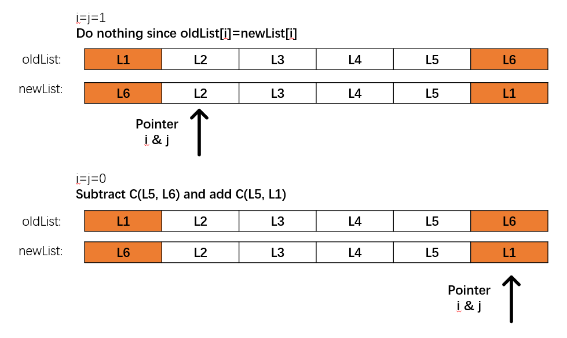 i=j=1
Do nothing since oldList[i]=newList[i]
oldList: L1 L2 L3 L4 L5 L6
newList: L6 L2 L3 L4 L5 L1
Pointer
i & j
i=j=0
Subtract C(L5, L6) and add C(L5, L1)
oldList: L1 L2 L3 L4 L5 L6
newList: L6 L2 L3 L4 L5 L1
Pointer
i & j